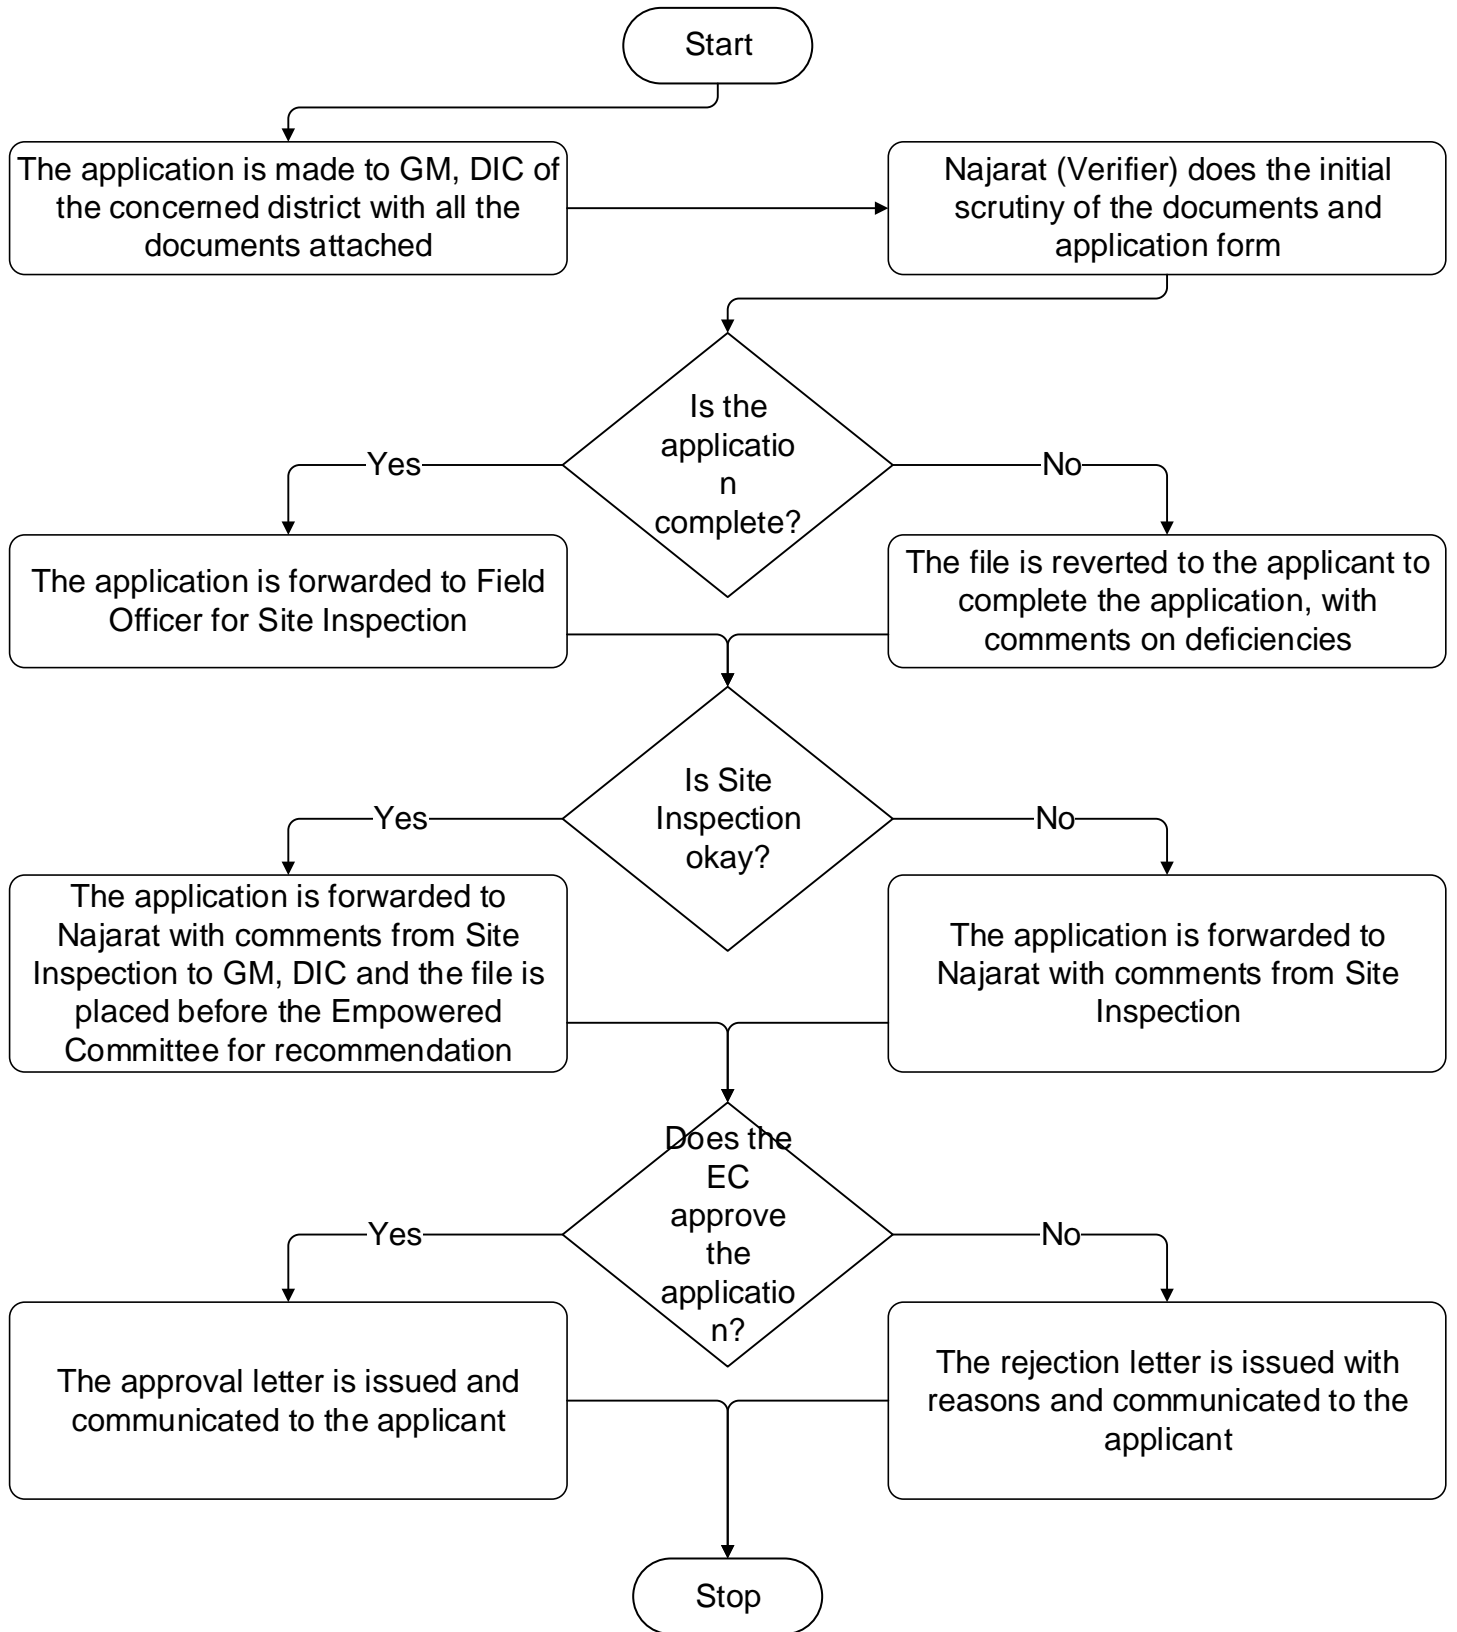 Start
The application is made to GM, DIC of
the concerned district with all the
documents attached
Najarat (Verifier) does the initial
scrutiny of the documents and
application form
Is the
applicatio
n
complete?
Yes
No
The application is forwarded to Field
Officer for Site Inspection
The file is reverted to the applicant to
complete the application, with
comments on deficiencies
Is Site
Inspection
okay?
Yes
No
The application is forwarded to
Najarat with comments from Site
Inspection to GM, DIC and the file is
placed before the Empowered
Committee for recommendation
The application is forwarded to
Najarat with comments from Site
Inspection
Does the
EC
approve
the
applicatio
n?
Yes
No
The approval letter is issued and
communicated to the applicant
The rejection letter is issued with
reasons and communicated to the
applicant
Stop